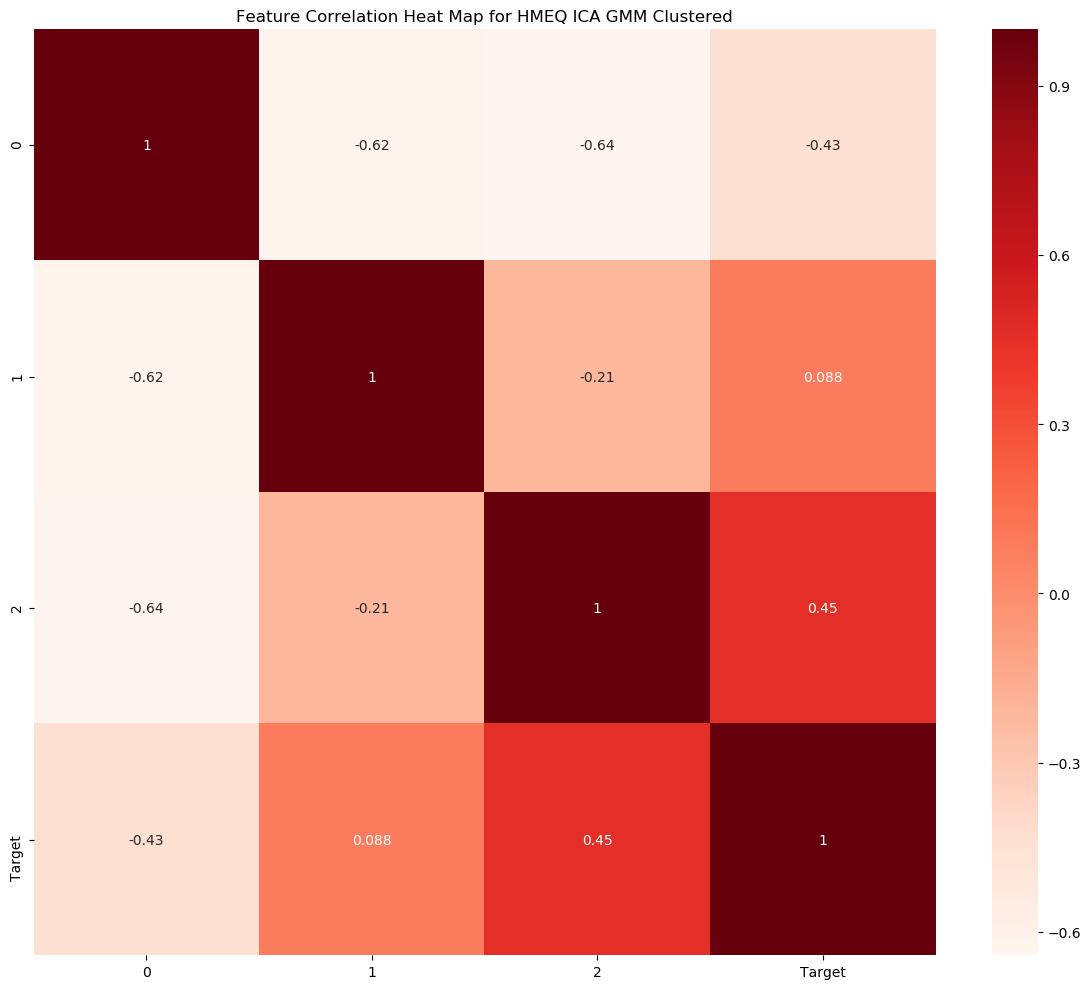 Feature Correlation Heat Map for HMEQ ICA GMM Clustered
0 1 -0.62 -0.64 -0.43
1 -0.62 1 -0.21 0.088
2 -0.64 -0.21 1 0.45
Target -0.43 0.088 0.45 1
0 1 2 Target
0.9
0.6
0.3
0.0
−0.3
−0.6